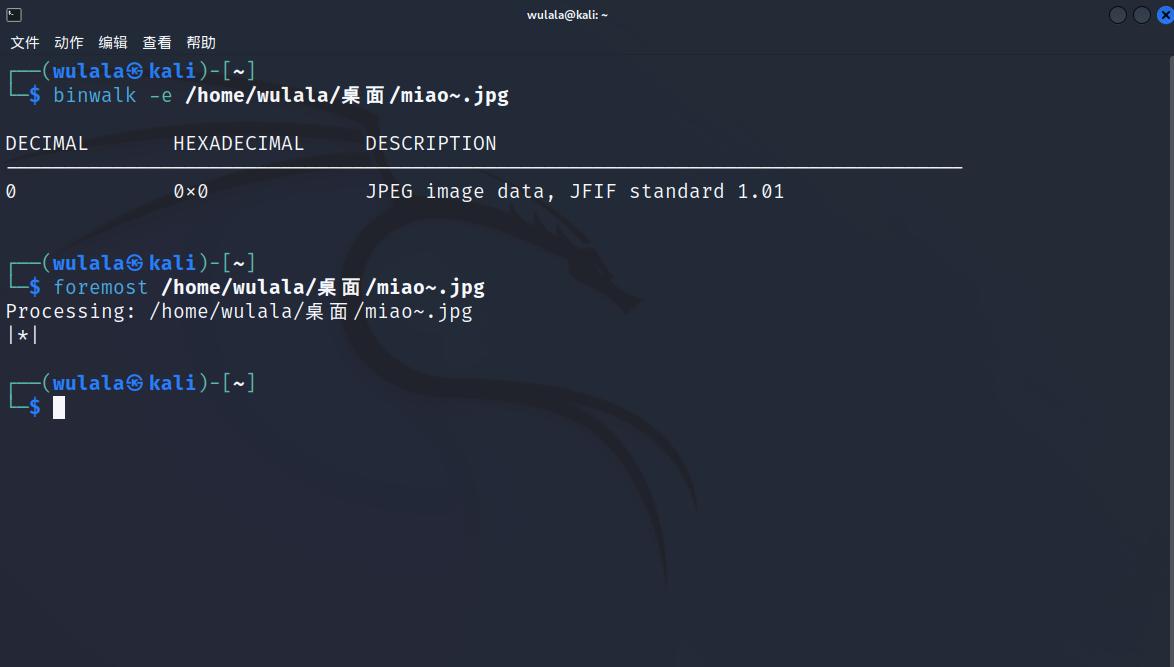 wulala@kali: ~
文件 动作 编辑 查看 帮助
┌──(wulala㉿kali)-[~]
└─$ binwalk -e /home/wulala/桌面/miao~.jpg
DECIMAL       HEXADECIMAL     DESCRIPTION
0             0×0             JPEG image data, JFIF standard 1.01
┌──(wulala㉿kali)-[~]
└─$ foremost /home/wulala/桌面/miao~.jpg
Processing: /home/wulala/桌面/miao~.jpg
|*|
┌──(wulala㉿kali)-[~]
└─$